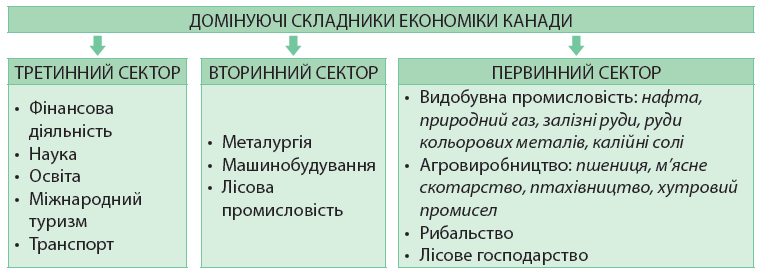 ДОМІНУЮЧІ СКЛАДНИКИ ЕКОНОМІКИ КАНАДИ
ТРЕТИННИЙ СЕКТОР
• Фінансова
діяльність
• Наука
• Освіта
• Міжнародний
туризм
• Транспорт
ВТОРИННИЙ СЕКТОР
• Металургія
• Машинобудування
• Лісова
промисловість
ПЕРВИННИЙ СЕКТОР
• Видобувна промисловість: нафта,
природний газ, залізні руди, руди
кольорових металів, калійні солі
• Агровиробництво: пшениця, м’ясне
скотарство, птахівництво, хутровий
промисел
• Рибальство
• Лісове господарство